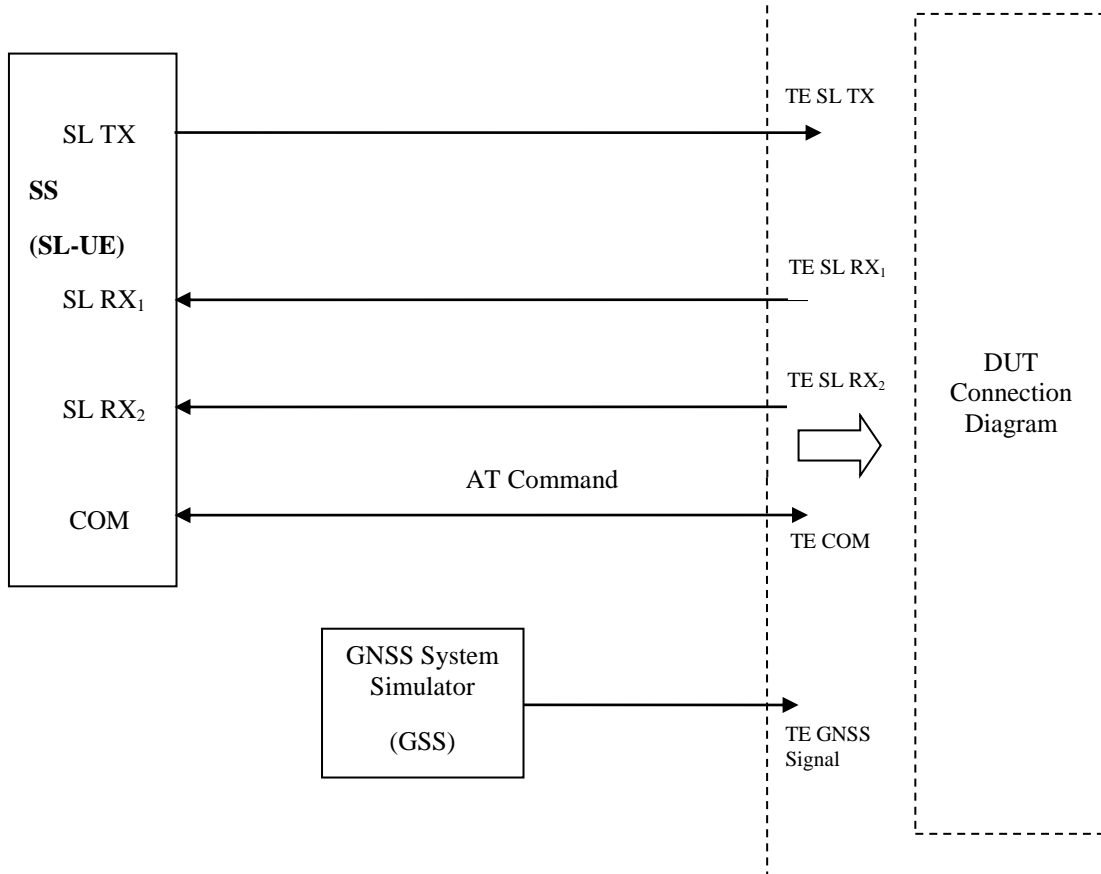 SL TX
SS
(SL-UE)
SL RX₁
SL RX₂
COM
AT Command
GNSS System
Simulator
(GSS)
TE SL TX
TE SL RX₁
TE SL RX₂
TE COM
TE GNSS
Signal
DUT
Connection
Diagram